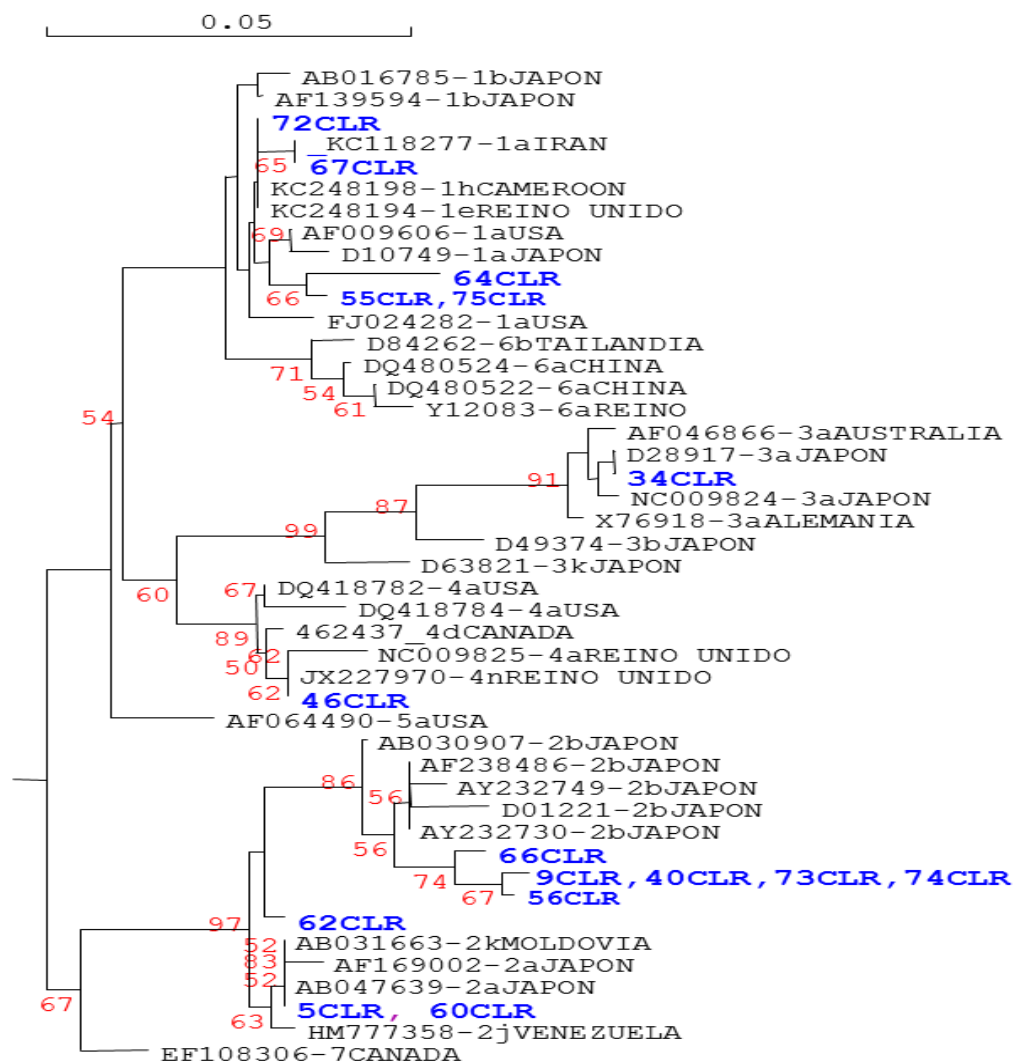 0.05
AB016785-1bJAPON
AF139594-1bJAPON
72CLR
_KC118277-1aIRAN
65 67CLR
KC248198-1hCAMEROON
KC248194-1eREINO UNIDO
69 AF009606-1aUSA
D10749-1aJAPON
64CLR
66 55CLR,75CLR
FJ024282-1aUSA
D84262-6bTAILANDIA
71 DQ480524-6aCHINA
54 DQ480522-6aCHINA
61 Y12083-6aREINO
54
AF046866-3aAUSTRALIA
D28917-3aJAPON
91 34CLR
NC009824-3aJAPON
87 X76918-3aALEMANIA
99 D49374-3bJAPON
D63821-3kJAPON
60 67 DQ418782-4aUSA
DQ418784-4aUSA
89 462437_4dCANADA
62 NC009825-4aREINO UNIDO
50 JX227970-4nREINO UNIDO
62 46CLR
AF064490-5aUSA
AB030907-2bJAPON
AF238486-2bJAPON
86 AY232749-2bJAPON
56 D01221-2bJAPON
AY232730-2bJAPON
56 66CLR
74 9CLR,40CLR,73CLR,74CLR
67 56CLR
97 62CLR
52 AB031663-2kMOLDOVIA
83 AF169002-2aJAPON
52 AB047639-2aJAPON
67 5CLR, 60CLR
63 HM777358-2jVENEZUELA
EF108306-7CANADA